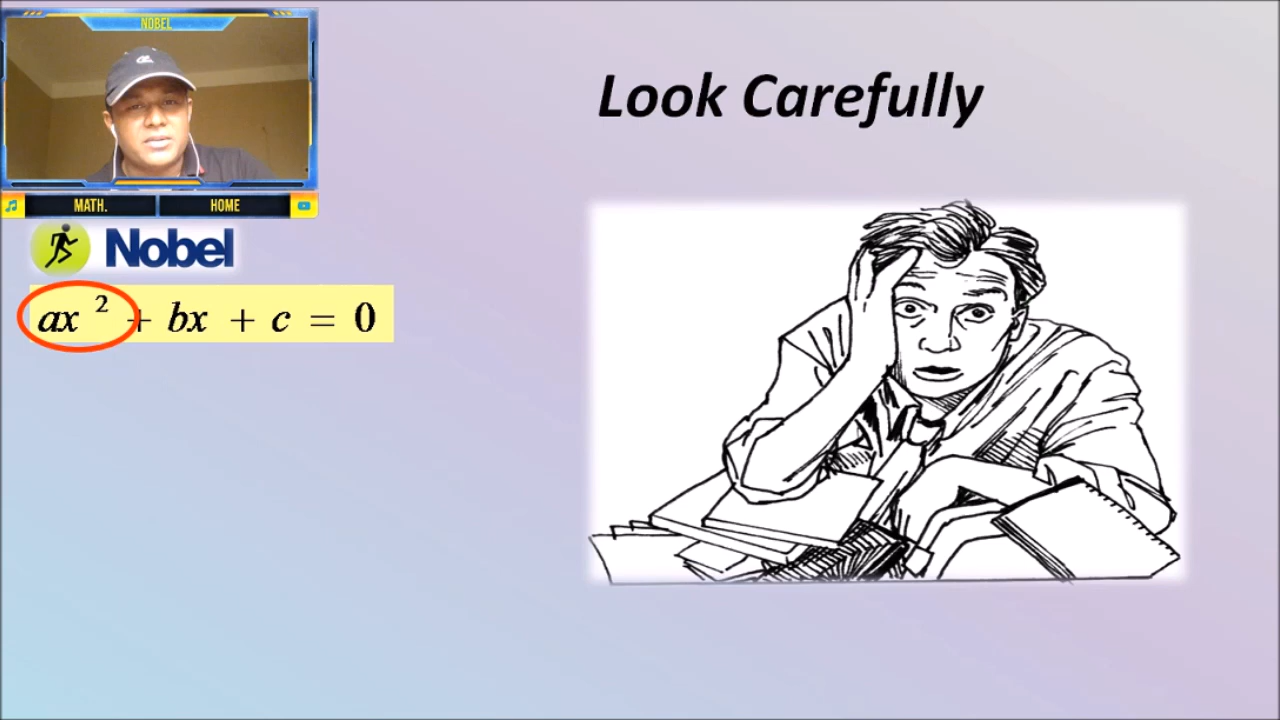 NOBEL
MATH. HOME
Nobel
ax² + bx + c = 0
Look Carefully